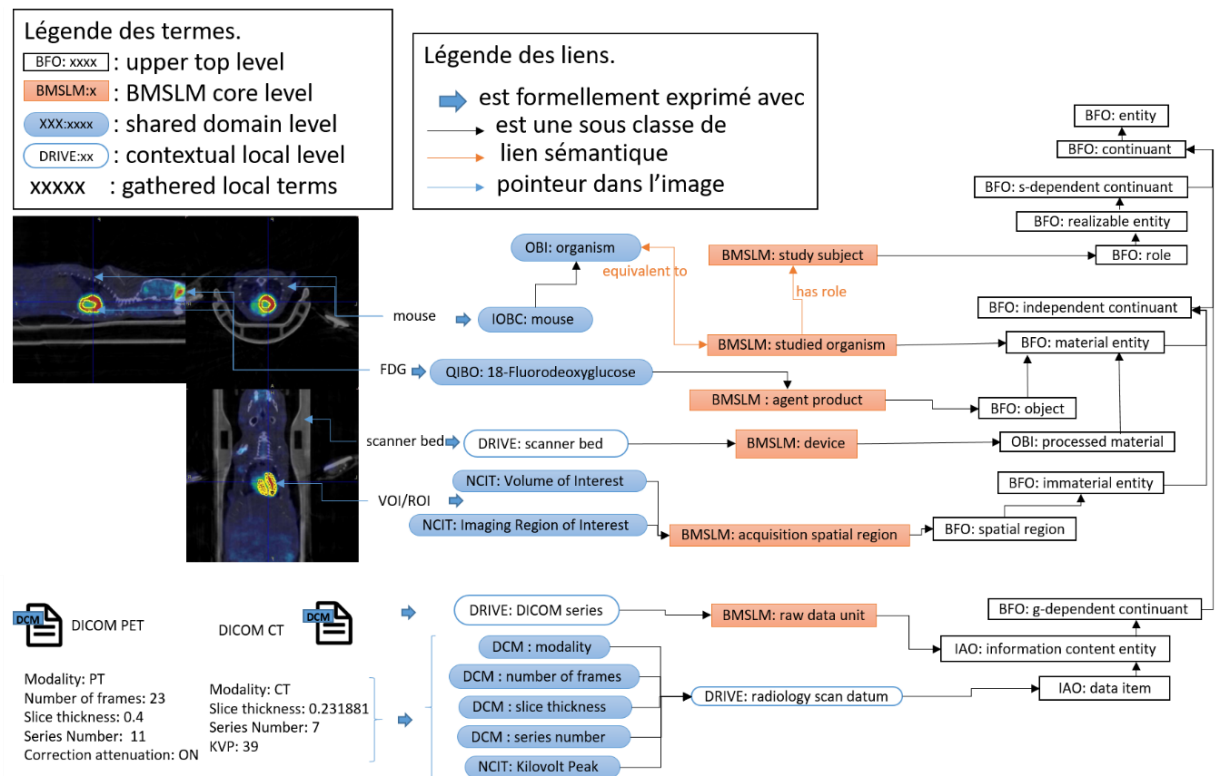 Légende des termes.
BFO: xxxx : upper top level
BMSLM:x : BMSLM core level
XXX:xxxx : shared domain level
DRIVE:xx : contextual local level
xxxxx : gathered local terms
Légende des liens.
est formellement exprimé avec
est une sous classe de
lien sémantique
pointeur dans l'image
BFO: entity
BFO: continuant
BFO: s-dependent continuant
BFO: realizable entity
BFO: role
OBI: organism
equivalent to
BMSLM: study subject
has role
mouse
IOBC: mouse
BMSLM: studied organism
BFO: independent continuant
BFO: material entity
FDG
QIBO: 18-Fluorodeoxyglucose
BMSLM : agent product
BFO: object
scanner bed
DRIVE: scanner bed
BMSLM: device
OBI: processed material
VOI/ROI
NCIT: Volume of Interest
NCIT: Imaging Region of Interest
BMSLM: acquisition spatial region
BFO: immaterial entity
BFO: spatial region
DCM
DICOM PET
DICOM CT
DCM
DRIVE: DICOM series
BMSLM: raw data unit
BFO: g-dependent continuant
IAO: information content entity
IAO: data item
Modality: PT
Number of frames: 23
Slice thickness: 0.4
Series Number: 11
Correction attenuation: ON
Modality: CT
Slice thickness: 0.231881
Series Number: 7
KVP: 39
DCM : modality
DCM : number of frames
DCM : slice thickness
DCM : series number
NCIT: Kilovolt Peak
DRIVE: radiology scan datum